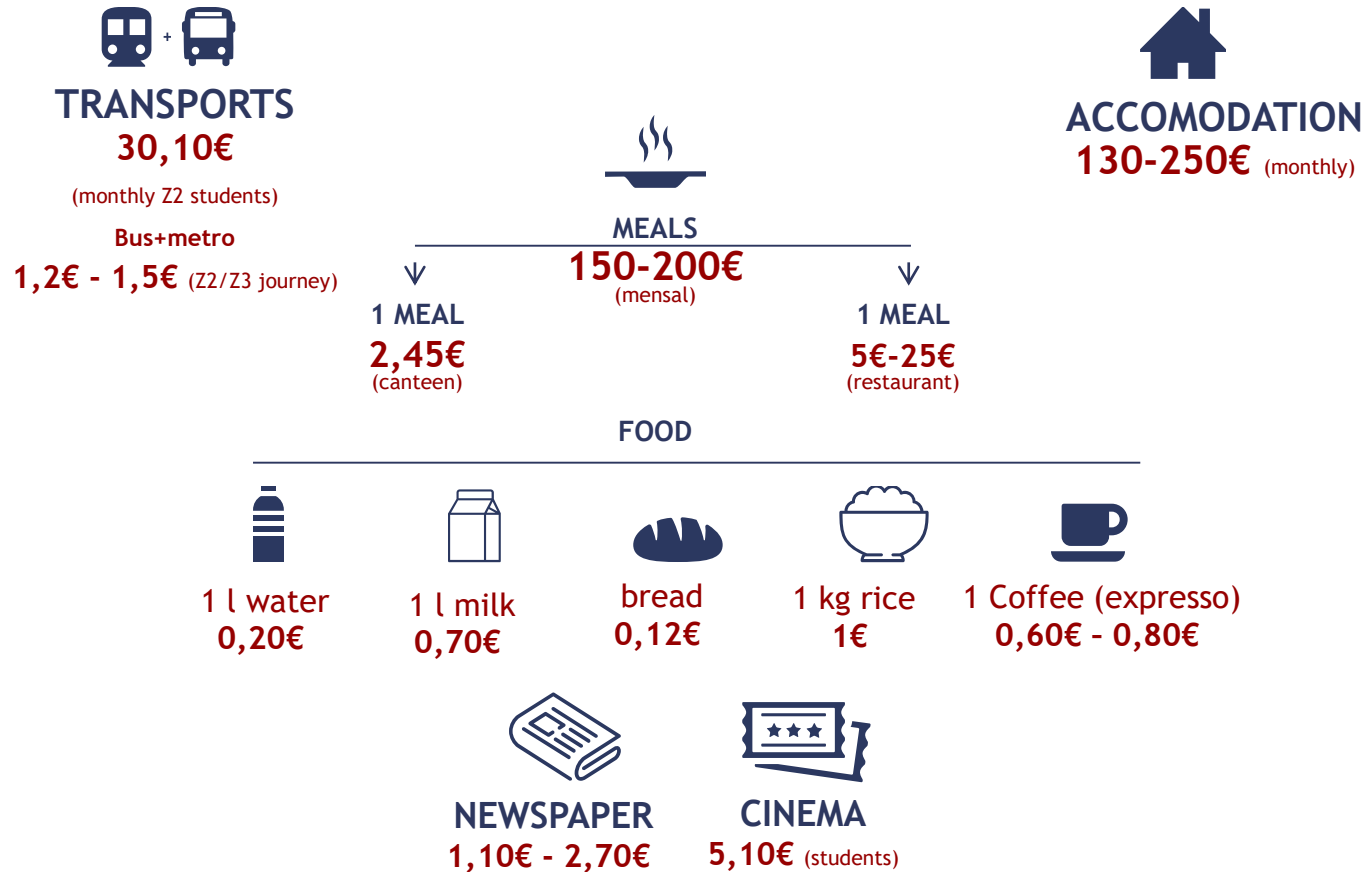 +
TRANSPORTS
30,10€
(monthly Z2 students)
Bus+metro
1,2€ - 1,5€ (Z2/Z3 journey)
ACCOMODATION
130-250€ (monthly)
MEALS
150-200€
(mensal)
1 MEAL
2,45€
(canteen)
1 MEAL
5€-25€
(restaurant)
FOOD
1 l water
0,20€
1 l milk
0,70€
bread
0,12€
1 kg rice
1€
1 Coffee (expresso)
0,60€ – 0,80€
NEWSPAPER
1,10€ - 2,70€
CINEMA
5,10€ (students)